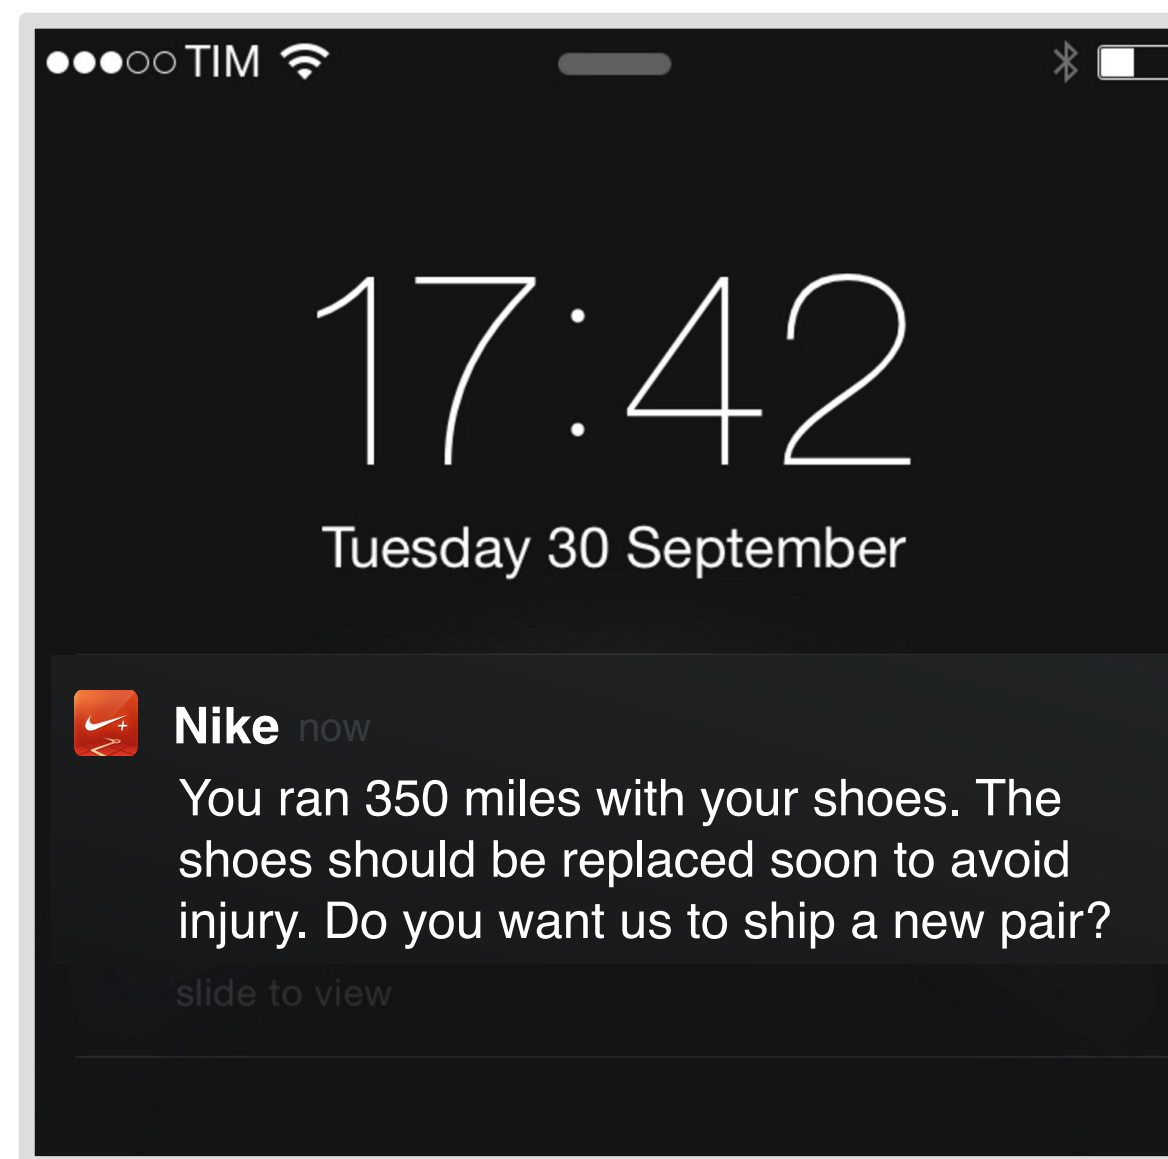 TIM
17:42
Tuesday 30 September
Nike now
You ran 350 miles with your shoes. The
shoes should be replaced soon to avoid
injury. Do you want us to ship a new pair?
slide to view